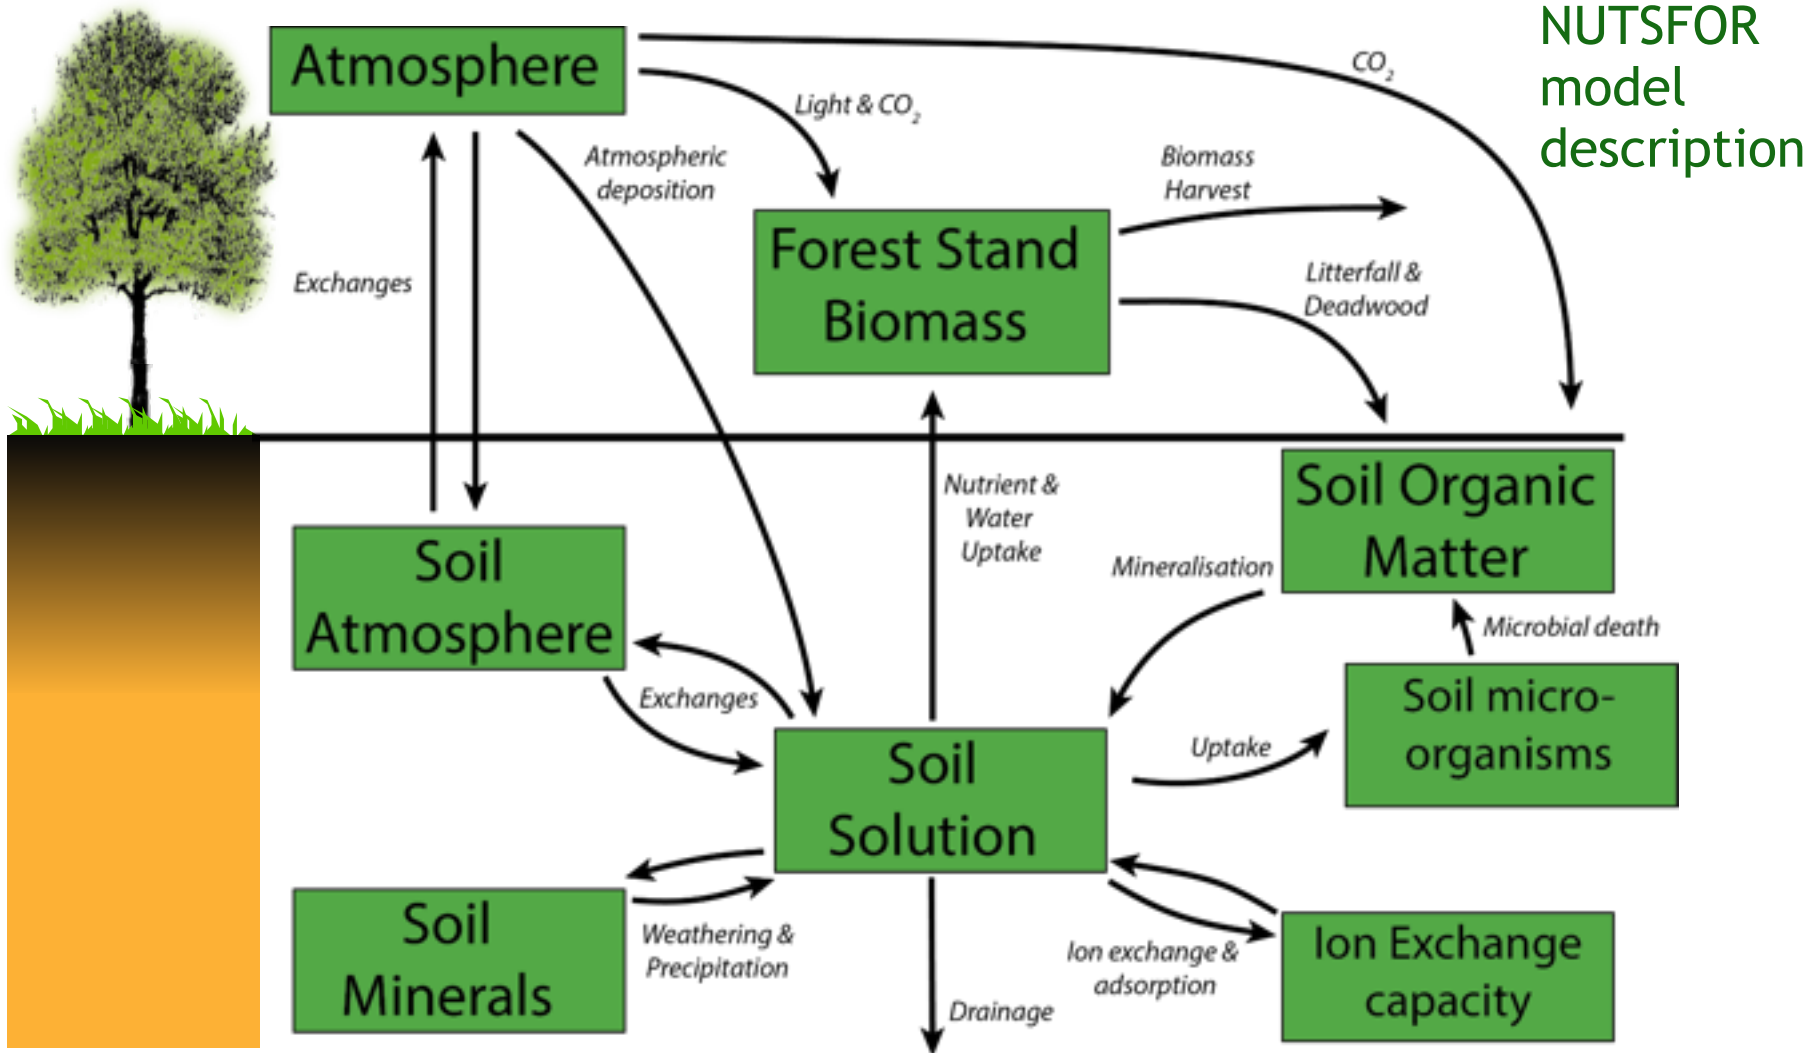 NUTSFOR
model
description
Atmosphere
CO₂
Light & CO₂
Atmospheric
deposition
Biomass
Harvest
Forest Stand
Biomass
Exchanges
Litterfall &
Deadwood
Nutrient &
Water
Uptake
Soil Organic
Matter
Soil
Atmosphere
Mineralisation
Microbial death
Exchanges
Soil micro-
organisms
Uptake
Soil
Solution
Soil
Minerals
Weathering &
Precipitation
Ion exchange &
adsorption
Ion Exchange
capacity
Drainage